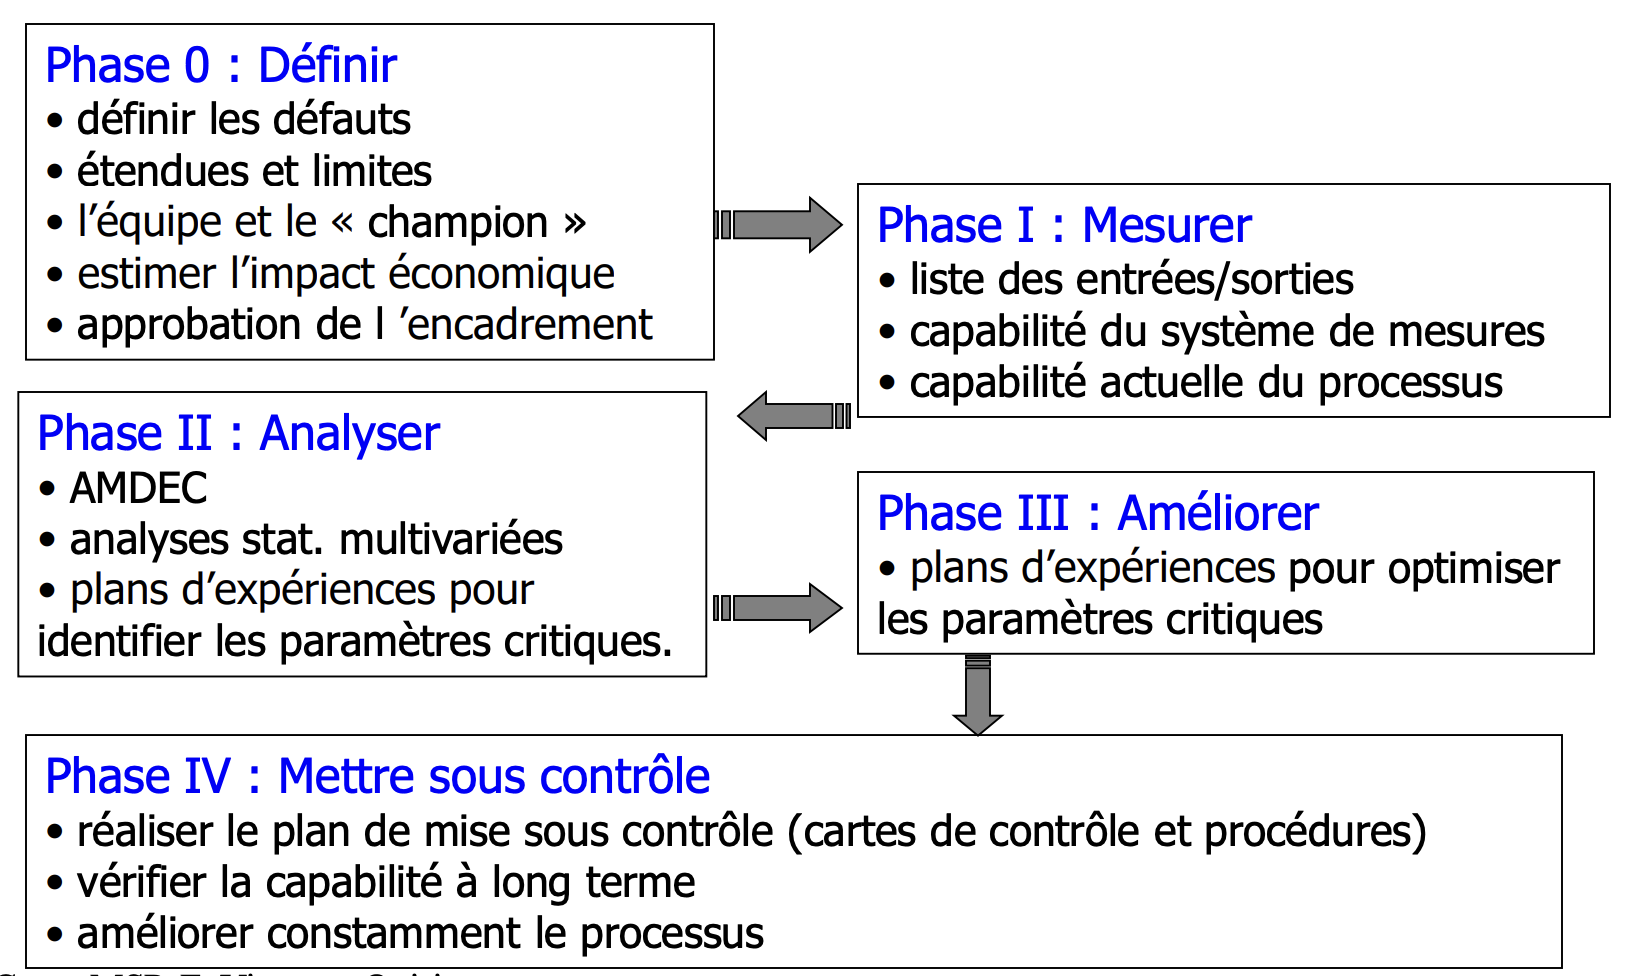 Phase 0 : Définir
• définir les défauts
• étendues et limites
• l’équipe et le « champion »
• estimer l’impact économique
• approbation de l ’encadrement
Phase I : Mesurer
• liste des entrées/sorties
• capabilité du système de mesures
• capabilité actuelle du processus
Phase II : Analyser
• AMDEC
• analyses stat. multivariées
• plans d’expériences pour
identifier les paramètres critiques.
Phase III : Améliorer
• plans d’expériences pour optimiser
les paramètres critiques
Phase IV : Mettre sous contrôle
• réaliser le plan de mise sous contrôle (cartes de contrôle et procédures)
• vérifier la capabilité à long terme
• améliorer constamment le processus